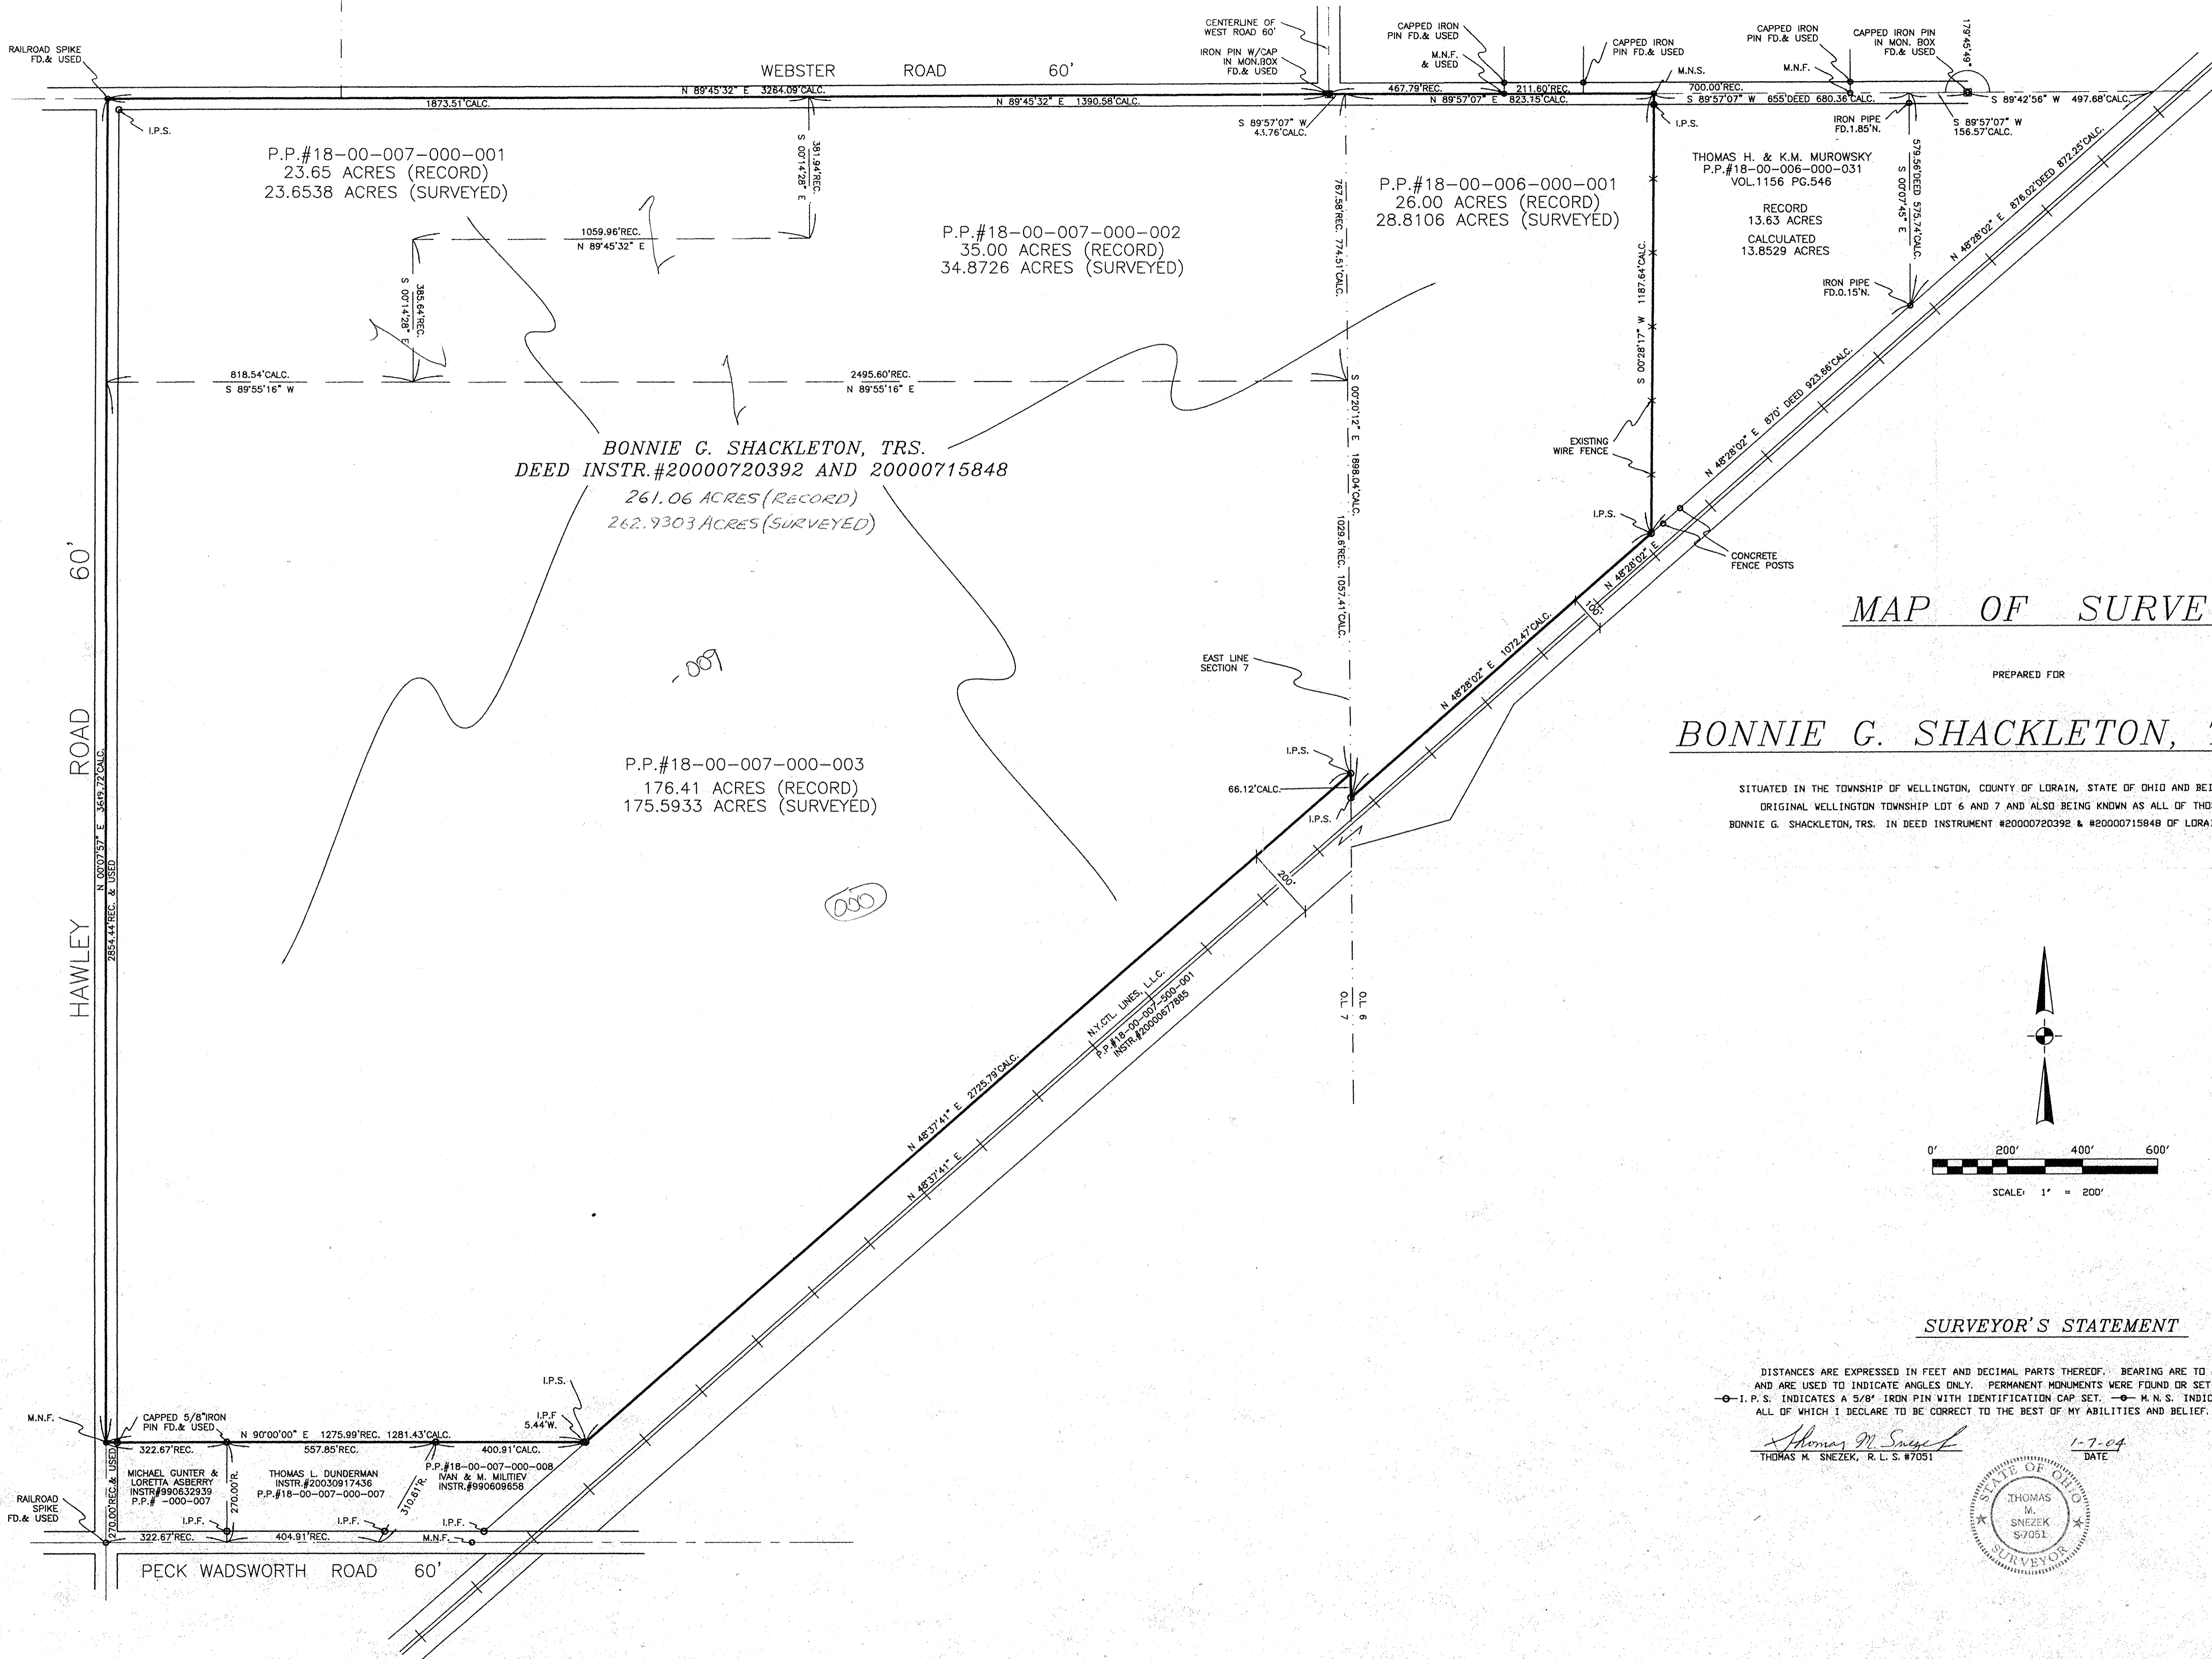 RAILROAD SPIKE
FD.& USED
WEBSTER ROAD 60'
N 89°45'32" E 3264.09'CALC.
1873.51'CALC.
N 89°45'32" E 1390.58'CALC.
I.P.S.
CENTERLINE OF
WEST ROAD 60'
IRON PIN W/CAP
IN MON.BOX
FD.& USED
S 89°57'07" W
43.76'CALC.
CAPPED IRON
PIN FD.& USED
M.N.F.
& USED
CAPPED IRON
PIN FD.& USED
M.N.S.
467.79'REC.
211.60'REC.
N 89°57'07" E 823.15'CALC.
I.P.S.
CAPPED IRON
PIN FD.& USED
M.N.F.
CAPPED IRON PIN
IN MON. BOX
FD.& USED
179°45'49"
700.00'REC.
S 89°57'07" W 655'DEED 680.36'CALC.
IRON PIPE
FD.1.85'N.
S 89°57'07" W
156.57'CALC.
S 89°42'56" W 497.68'CALC.
P.P.#18-00-007-000-001
23.65 ACRES (RECORD)
23.6538 ACRES (SURVEYED)
381.94'REC.
S 00°14'28" E
1059.96'REC.
N 89°45'32" E
385.64'REC.
S 00°14'28" E
P.P.#18-00-007-000-002
35.00 ACRES (RECORD)
34.8726 ACRES (SURVEYED)
767.58'REC. 774.51'CALC.
P.P.#18-00-006-000-001
26.00 ACRES (RECORD)
28.8106 ACRES (SURVEYED)
S 00°28'17" W 1187.64'CALC.
THOMAS H. & K.M. MUROWSKY
P.P.#18-00-006-000-031
VOL.1156 PG.546
RECORD
13.63 ACRES
CALCULATED
13.8529 ACRES
579.56'DEED 575.74'CALC.
S 00°07'45" E
IRON PIPE
FD.0.15'N.
N 48°28'02" E 876.02'DEED 872.25'CALC.
N 48°28'02" E 870' DEED 923.66'CALC.
818.54'CALC.
S 89°55'16" W
2495.60'REC.
N 89°55'16" E
S 00°20'12" E 1898.04'CALC.
1029.6'REC. 1057.41'CALC.
EXISTING
WIRE FENCE
I.P.S.
CONCRETE
FENCE POSTS
BONNIE G. SHACKLETON, TRS.
DEED INSTR.#20000720392 AND 20000715848
261.06 ACRES (RECORD)
262.9303 ACRES (SURVEYED)
HAWLEY ROAD 60'
N 00°07'57" E 3619.72'CALC.
2854.44'REC. & USED
-009
EAST LINE
SECTION 7
N 48°28'02" E
100'
N 48°28'02" E 1072.47'CALC.
MAP OF SURVE
PREPARED FOR
BONNIE G. SHACKLETON,
SITUATED IN THE TOWNSHIP OF WELLINGTON, COUNTY OF LORAIN, STATE OF OHIO AND BEI
ORIGINAL WELLINGTON TOWNSHIP LOT 6 AND 7 AND ALSO BEING KNOWN AS ALL OF THO
BONNIE G. SHACKLETON,TRS. IN DEED INSTRUMENT #20000720392 & #20000715848 OF LORA
P.P.#18-00-007-000-003
176.41 ACRES (RECORD)
175.5933 ACRES (SURVEYED)
I.P.S.
66.12'CALC.
I.P.S.
200'
000
O.L. 6
O.L. 7
N.Y.CTL. LINES, L.L.C.
P.P.#18-00-007-500-001
INSTR.#20000677885
N 48°37'41" E 2725.79'CALC.
N 48°37'41" E
0' 200' 400' 600'
SCALE: 1" = 200'
SURVEYOR'S STATEMENT
DISTANCES ARE EXPRESSED IN FEET AND DECIMAL PARTS THEREOF. BEARING ARE TO
AND ARE USED TO INDICATE ANGLES ONLY. PERMANENT MONUMENTS WERE FOUND OR SET
I.P.S. INDICATES A 5/8" IRON PIN WITH IDENTIFICATION CAP SET. M.N.S. INDIC
ALL OF WHICH I DECLARE TO BE CORRECT TO THE BEST OF MY ABILITIES AND BELIEF.
Thomas M. Snezek
THOMAS M. SNEZEK, R.L.S. #7051
1-7-04
DATE
STATE OF OHIO
THOMAS
M.
SNEZEK
S-7051
SURVEYOR
M.N.F.
CAPPED 5/8"IRON
PIN FD.& USED
N 90°00'00" E 1275.99'REC. 1281.43'CALC.
I.P.S.
I.P.F
5.44'W.
322.67'REC.
557.85'REC.
400.91'CALC.
MICHAEL GUNTER &
LORETTA ASBERRY
INSTR#990632939
P.P.# -000-007
270.00'R.
THOMAS L. DUNDERMAN
INSTR.#20030917436
P.P.#18-00-007-000-007
310.61'R.
P.P.#18-00-007-000-008
IVAN & M. MILITIEV
INSTR.#990609658
RAILROAD
SPIKE
FD.& USED
270.00'REC.& USED
I.P.F.
I.P.F.
I.P.F.
322.67'REC.
404.91'REC.
M.N.F.
PECK WADSWORTH ROAD 60'